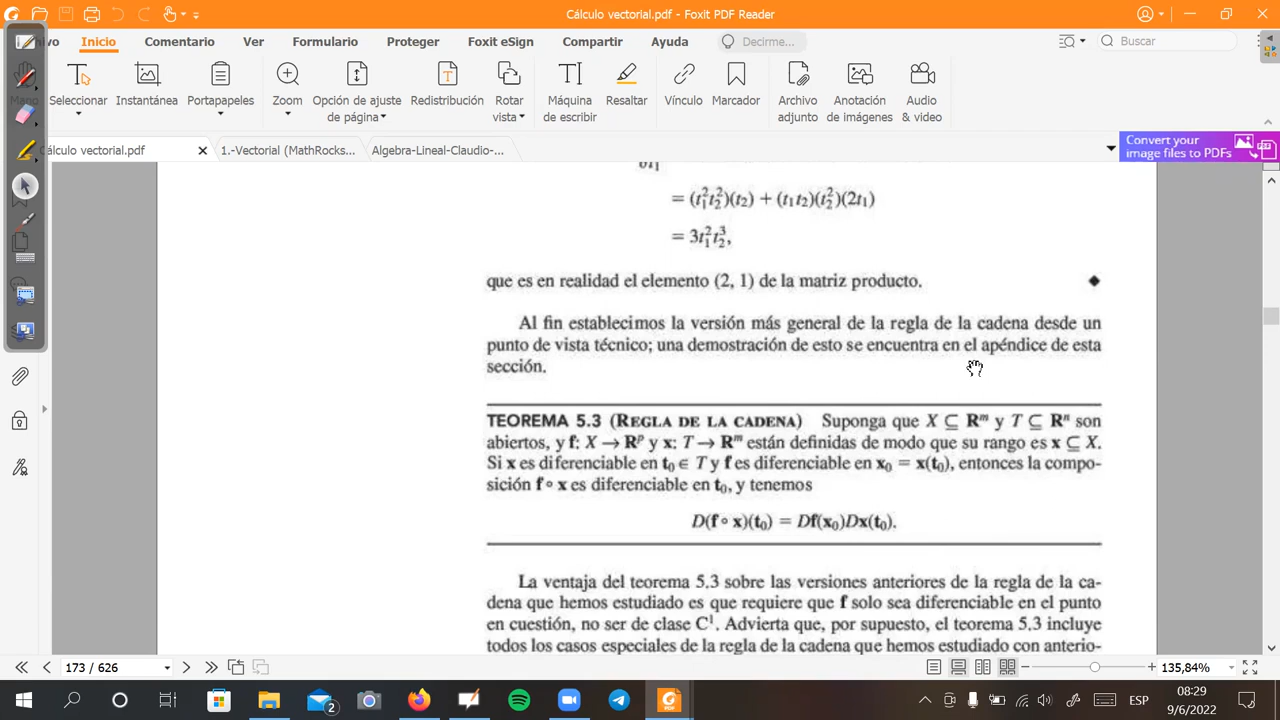 Cálculo vectorial.pdf - Foxit PDF Reader
Inicio
Comentario
Ver
Formulario
Proteger
Foxit eSign
Compartir
Ayuda
Decirme...
Buscar
Seleccionar
Instantánea
Portapapeles
Zoom
Opción de ajuste
de página
Redistribución
Rotar
vista
Máquina
de escribir
Resaltar
Vínculo
Marcador
Archivo
adjunto
Anotación
de imágenes
Audio
& video
álculo vectorial.pdf
1.-Vectorial (MathRocks...
Algebra-Lineal-Claudio-...
Convert your
image files to PDFs
= (t₁²t₂²)(t₂) + (t₁t₂)(t₂²)(2t₁)
= 3t₁²t₂³,
que es en realidad el elemento (2, 1) de la matriz producto. ◆
Al fin establecimos la versión más general de la regla de la cadena desde un
punto de vista técnico; una demostración de esto se encuentra en el apéndice de esta
sección.
TEOREMA 5.3 (REGLA DE LA CADENA) Suponga que X ⊆ Rᵐ y T ⊆ Rⁿ son
abiertos, y f: X → Rᵖ y x: T → Rᵐ están definidas de modo que su rango es x ⊆ X.
Si x es diferenciable en t₀ ∈ T y f es diferenciable en x₀ = x(t₀), entonces la compo-
sición f ∘ x es diferenciable en t₀, y tenemos
D(f ∘ x)(t₀) = Df(x₀)Dx(t₀).
La ventaja del teorema 5.3 sobre las versiones anteriores de la regla de la ca-
dena que hemos estudiado es que requiere que f solo sea diferenciable en el punto
en cuestión, no ser de clase C¹. Advierta que, por supuesto, el teorema 5.3 incluye
todos los casos especiales de la regla de la cadena que hemos estudiado con anterio-
173 / 626
135,84%
2
ESP
08:29
9/6/2022